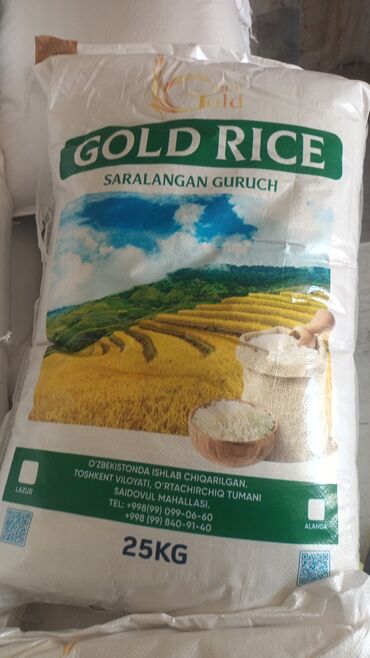 Gold
GOLD RICE
SARALANGAN GURUCH
O'ZBEKISTONDA ISHLAB CHIQARILGAN.
TOSHKENT VILOYATI, O'RTACHIRCHIQ TUMANI
SAIDOVUL MAHALLASI.
TEL: +998(99) 099-06-60
+998 (99) 840-91-40
LAZUR
ALANGA
25KG